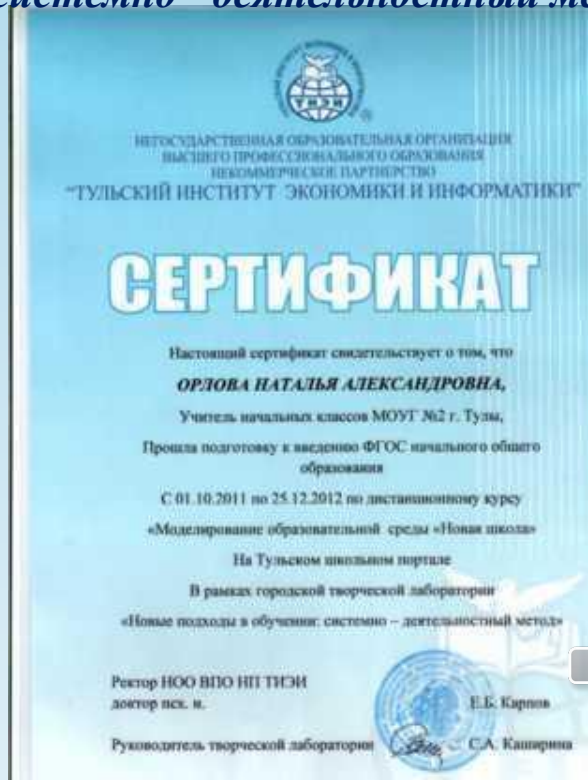 системно – деятельностный ме
ТИЭИ
НЕГОСУДАРСТВЕННАЯ ОБРАЗОВАТЕЛЬНАЯ ОРГАНИЗАЦИЯ
ВЫСШЕГО ПРОФЕССИОНАЛЬНОГО ОБРАЗОВАНИЯ
НЕКОММЕРЧЕСКОЕ ПАРТНЕРСТВО
"ТУЛЬСКИЙ ИНСТИТУТ ЭКОНОМИКИ И ИНФОРМАТИКИ"
СЕРТИФИКАТ
Настоящий сертификат свидетельствует о том, что
ОРЛОВА НАТАЛЬЯ АЛЕКСАНДРОВНА,
Учитель начальных классов МОУГ №2 г. Тулы,
Прошла подготовку к введению ФГОС начального общего
образования
С 01.10.2011 по 25.12.2012 по дистанционному курсу
«Моделирование образовательной среды «Новая школа»
На Тульском школьном портале
В рамках городской творческой лаборатории
«Новые подходы в обучении: системно – деятельностный метод»
Ректор НОО ВПО НП ТИЭИ
доктор псх. н. Е.Б. Карпов
Руководитель творческой лаборатории С.А. Каширина